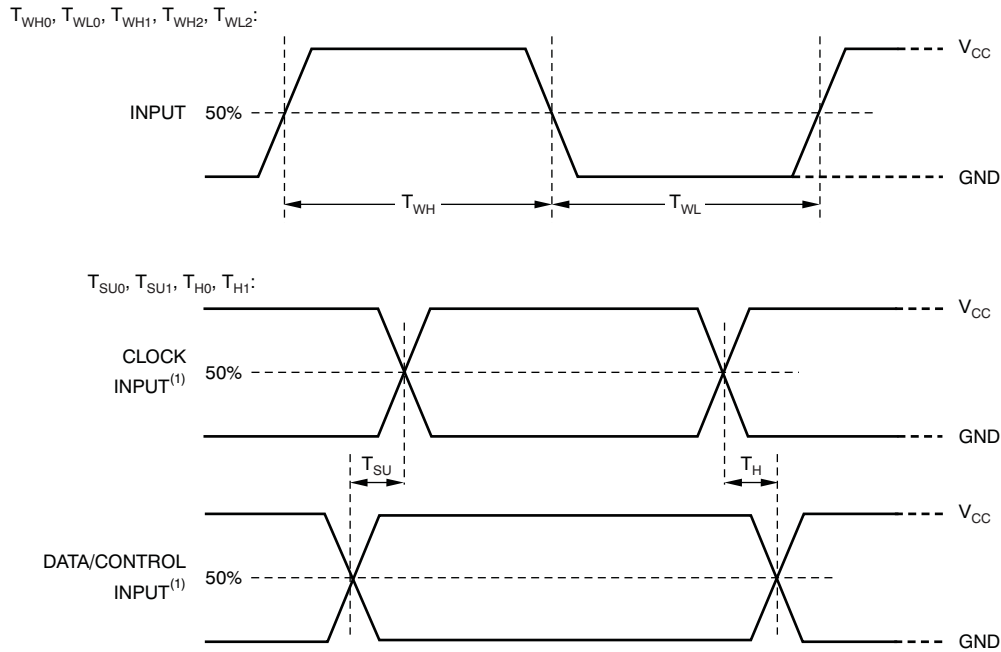 T_WH0, T_WL0, T_WH1, T_WH2, T_WL2:
V_CC
INPUT 50%
GND
T_WH T_WL
T_SU0, T_SU1, T_H0, T_H1:
V_CC
CLOCK
INPUT(1) 50%
GND
T_SU T_H
V_CC
DATA/CONTROL
INPUT(1) 50%
GND